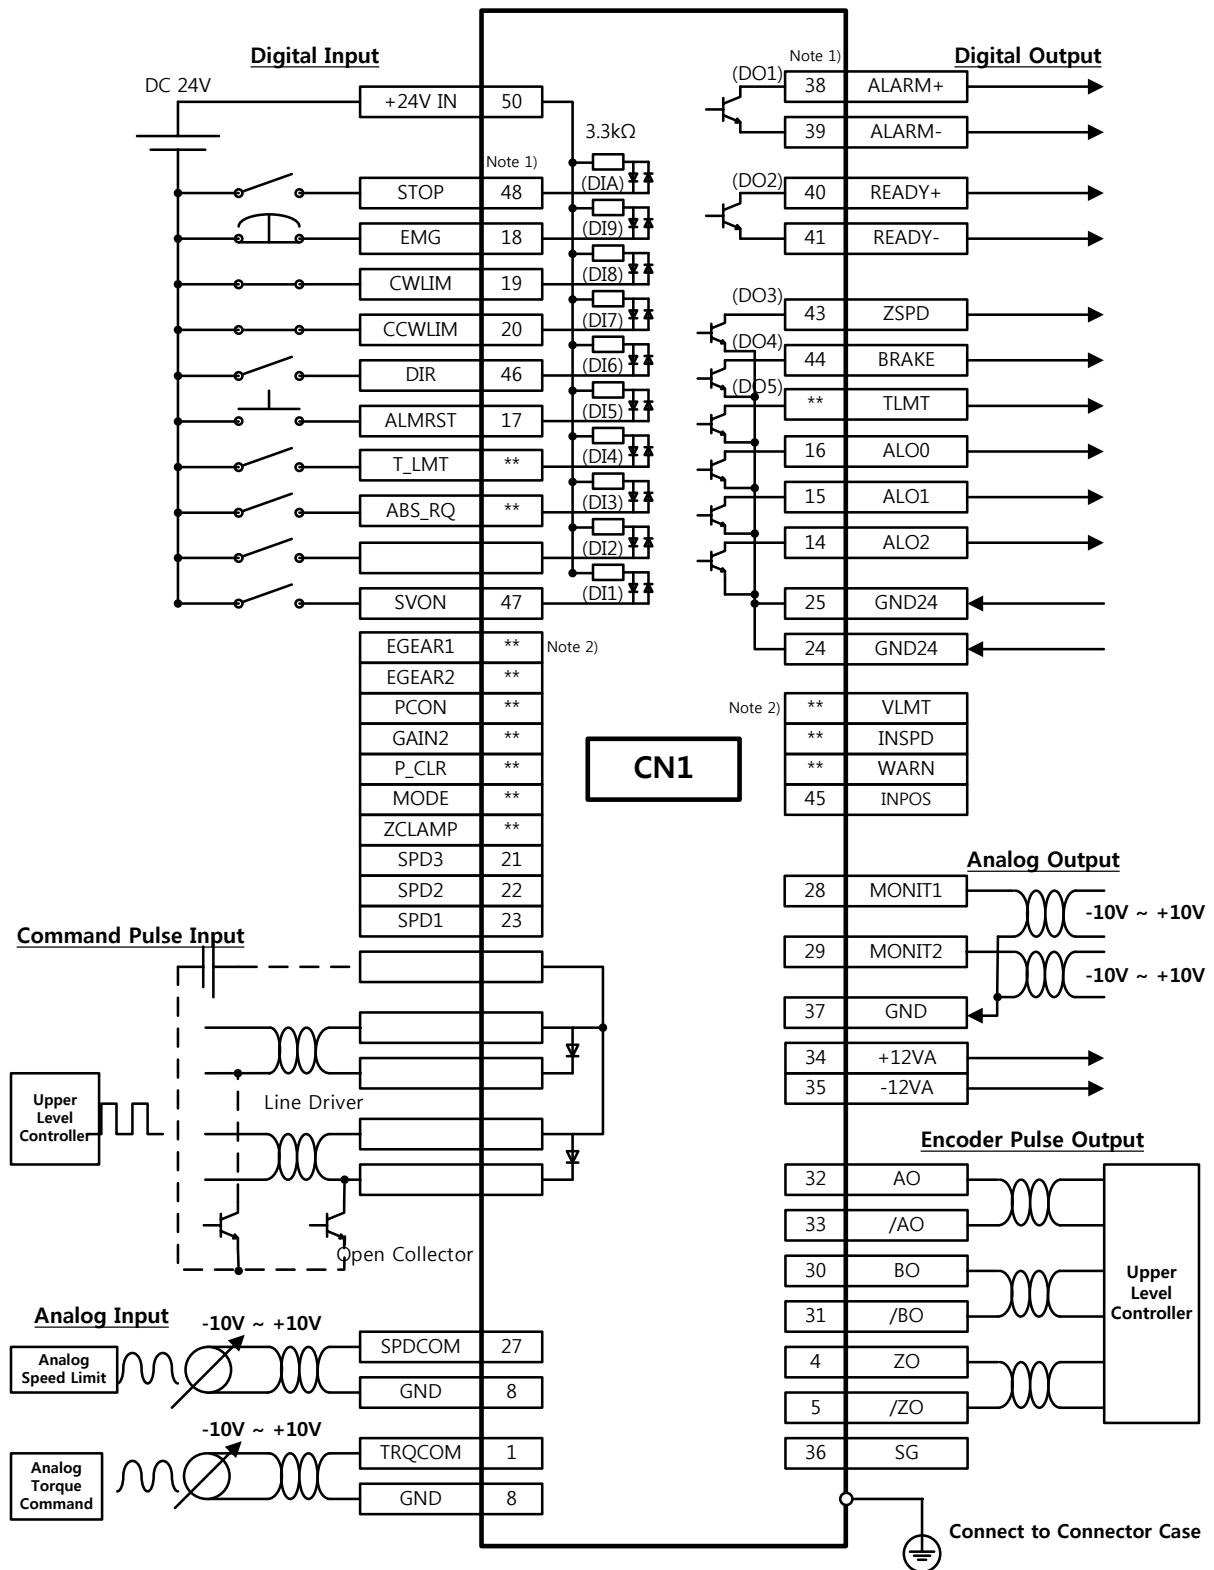 Digital Input
DC 24V
+24V IN 50
3.3kΩ
Note 1)
STOP 48 (DIA)
EMG 18 (DI9)
CWLIM 19 (DI8)
CCWLIM 20 (DI7)
DIR 46 (DI6)
ALMRST 17 (DI5)
T_LMT ** (DI4)
ABS_RQ ** (DI3)
(DI2)
SVON 47 (DI1)
EGEAR1 ** Note 2)
EGEAR2 **
PCON **
GAIN2 **
P_CLR **
MODE **
ZCLAMP **
SPD3 21
SPD2 22
SPD1 23
Command Pulse Input
Upper
Level
Controller
Line Driver
Open Collector
Analog Input
-10V ~ +10V
Analog
Speed Limit
SPDCOM 27
GND 8
-10V ~ +10V
Analog
Torque
Command
TRQCOM 1
GND 8
CN1
Note 1)
Digital Output
(DO1) 38 ALARM+
39 ALARM-
(DO2) 40 READY+
41 READY-
(DO3) 43 ZSPD
(DO4) 44 BRAKE
(DO5) ** TLMT
16 ALO0
15 ALO1
14 ALO2
25 GND24
24 GND24
Note 2) ** VLMT
** INSPD
** WARN
45 INPOS
Analog Output
28 MONIT1
-10V ~ +10V
29 MONIT2
-10V ~ +10V
37 GND
34 +12VA
35 -12VA
Encoder Pulse Output
32 AO
33 /AO
30 BO
31 /BO
4 ZO
5 /ZO
36 SG
Upper
Level
Controller
Connect to Connector Case